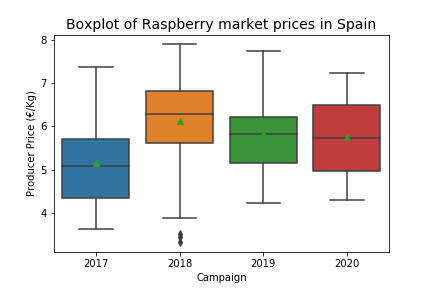 Boxplot of Raspberry market prices in Spain
8
7
6
5
4
Producer Price (€/Kg)
2017 2018 2019 2020
Campaign